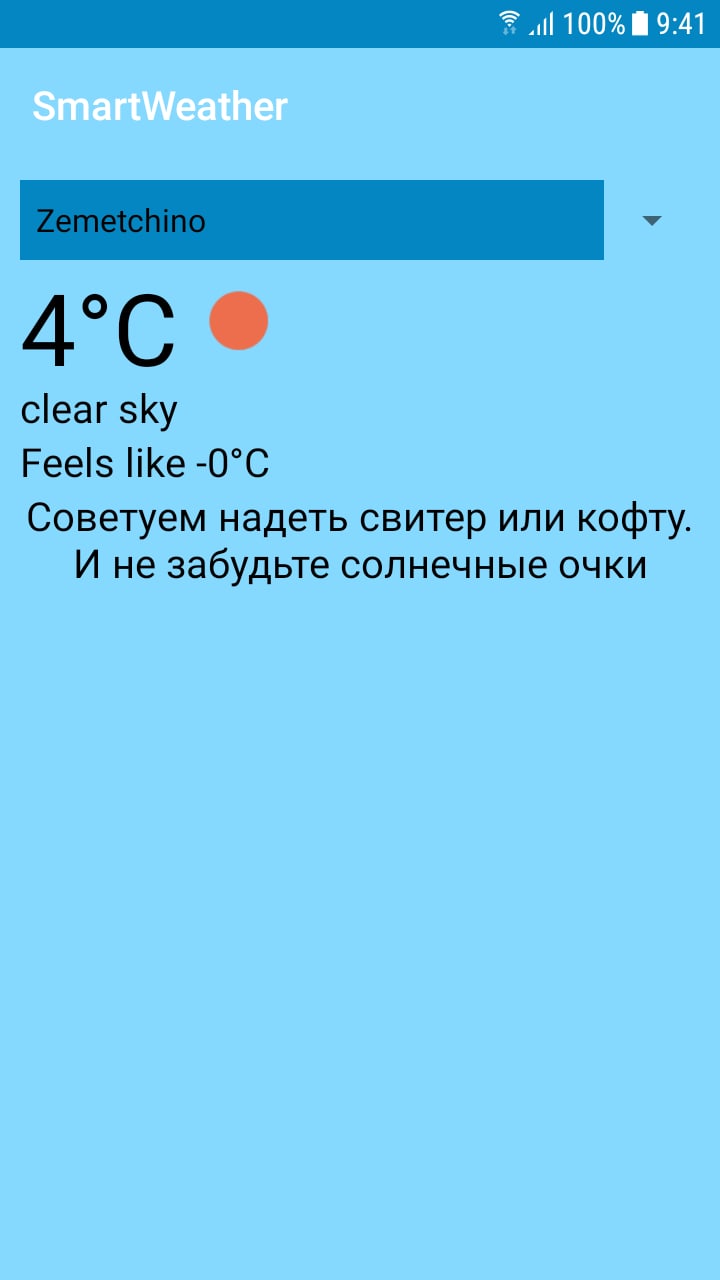 100% 9:41
SmartWeather
Zemetchino
4°C
clear sky
Feels like -0°C
Советуем надеть свитер или кофту.
И не забудьте солнечные очки